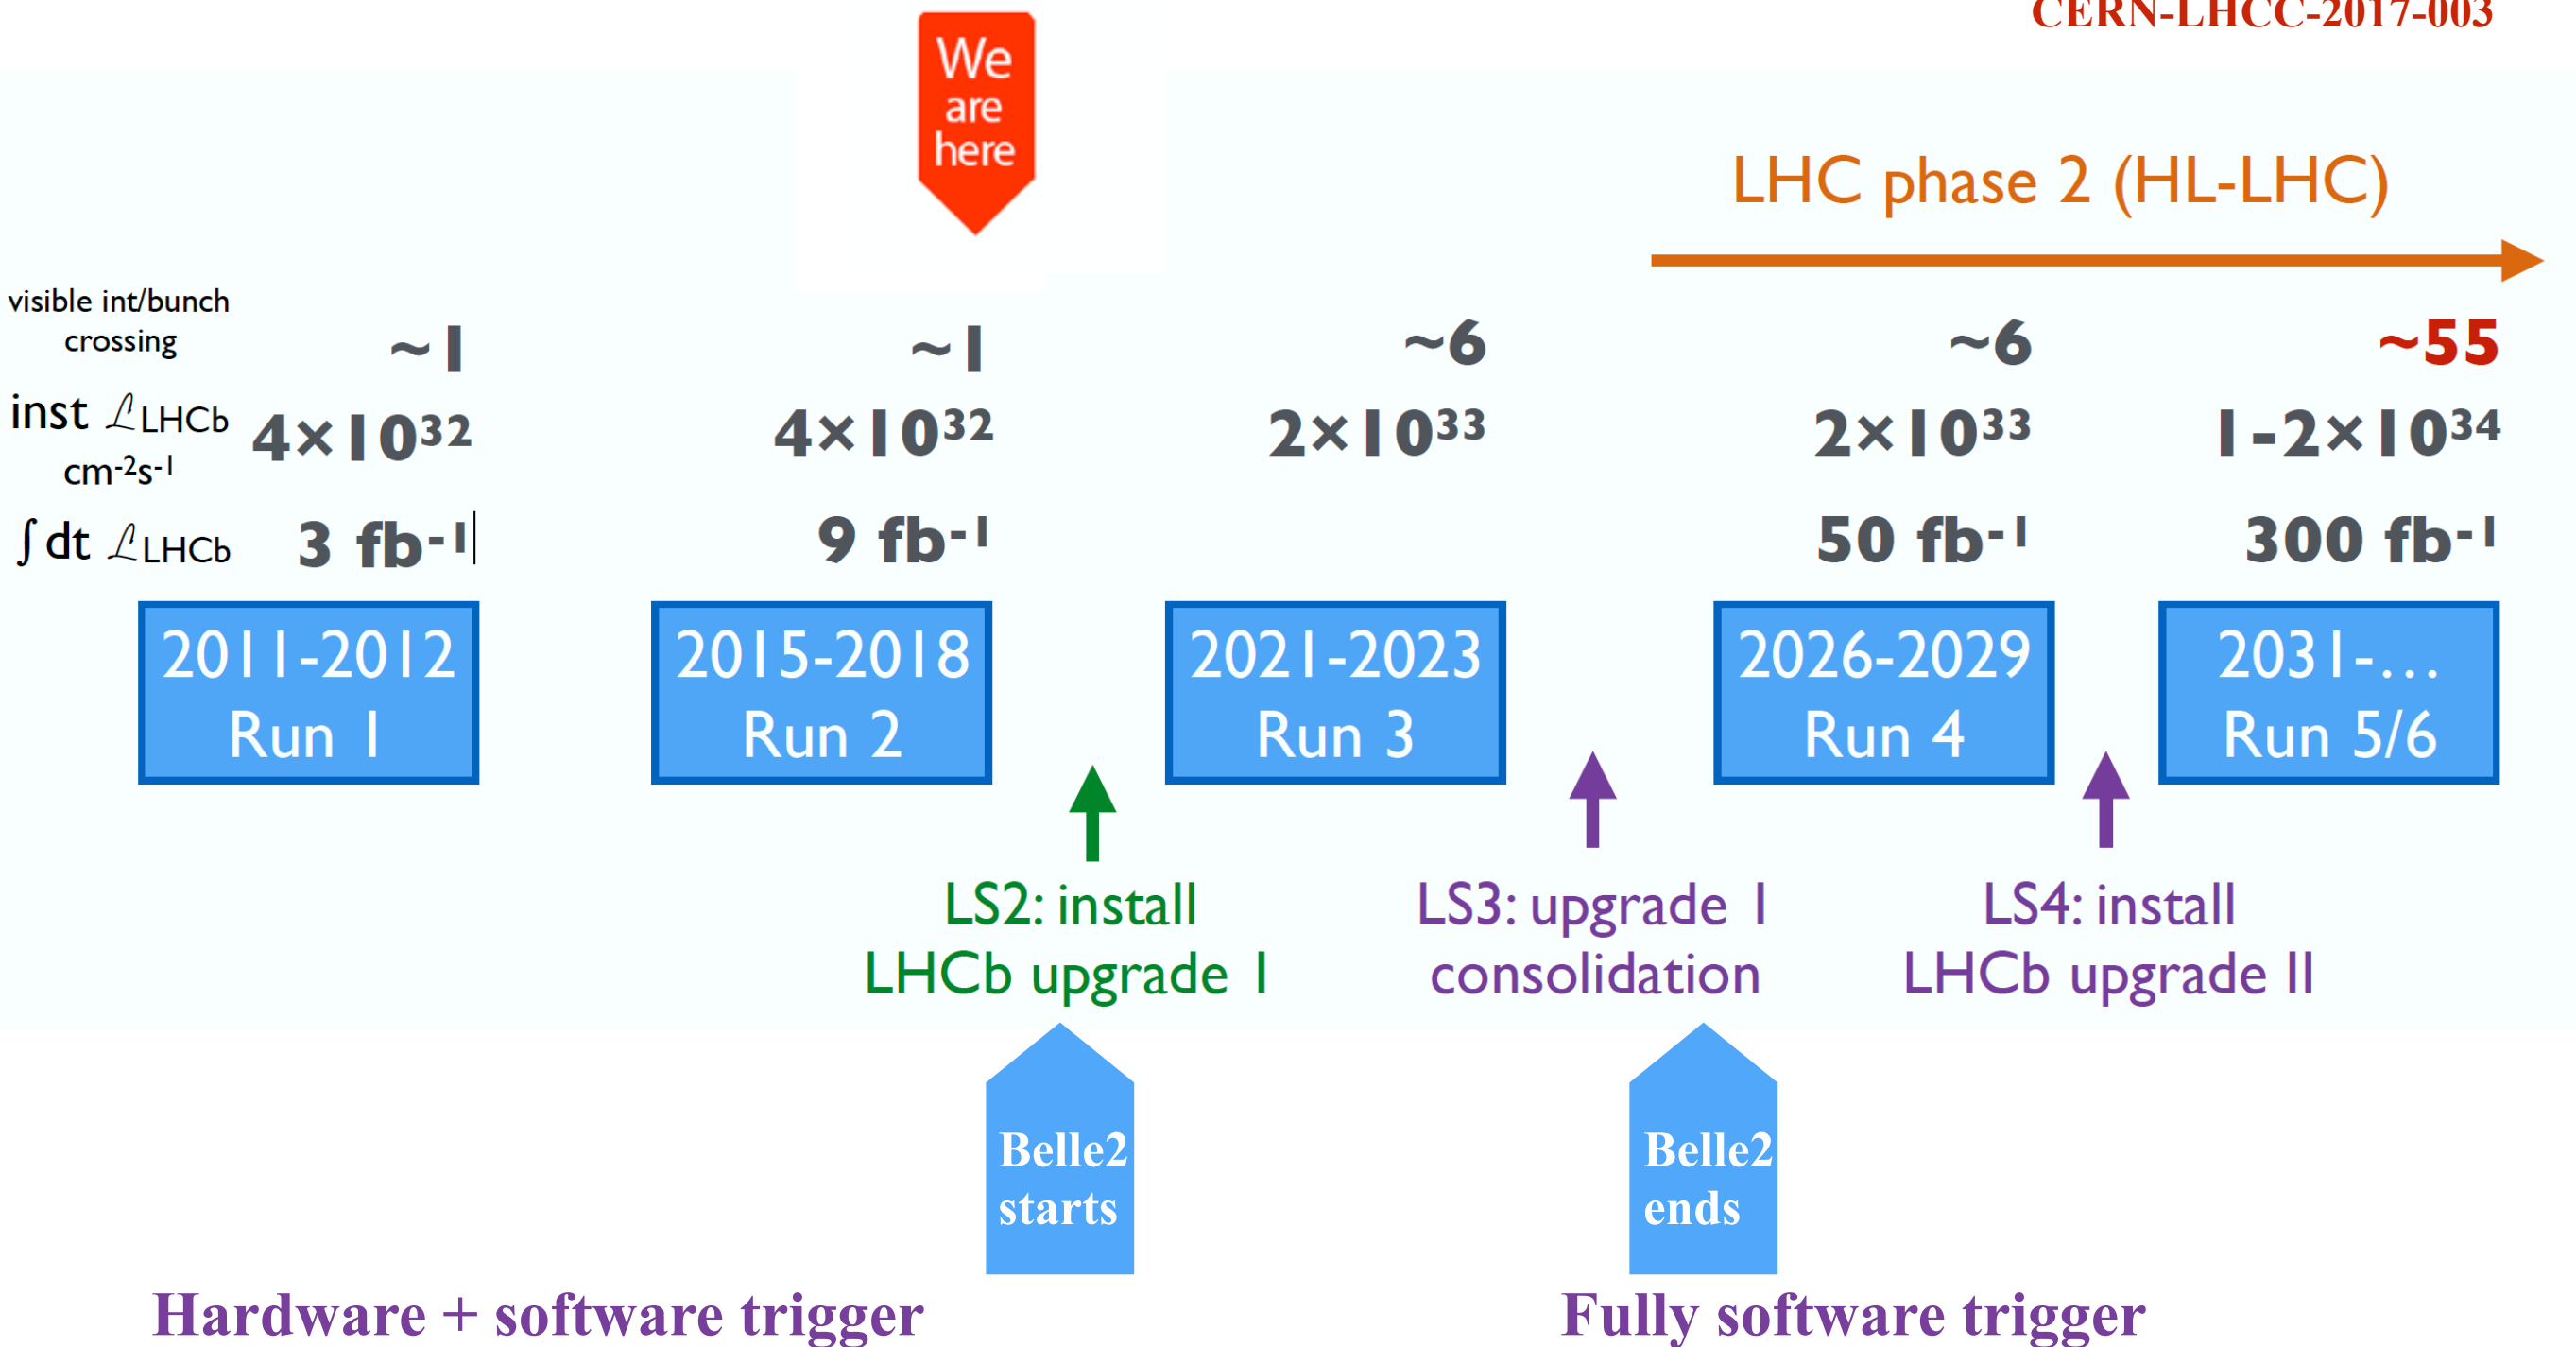 CERN-LHCC-2017-003
We
are
here
LHC phase 2 (HL-LHC)
visible int/bunch
crossing
~1 ~1 ~6 ~6 ~55
inst ℒ LHCb
cm⁻²s⁻¹
4×10³² 4×10³² 2×10³³ 2×10³³ 1-2×10³⁴
∫dt ℒ LHCb 3 fb⁻¹ 9 fb⁻¹ 50 fb⁻¹ 300 fb⁻¹
2011-2012
Run 1
2015-2018
Run 2
2021-2023
Run 3
2026-2029
Run 4
2031-…
Run 5/6
LS2: install
LHCb upgrade I
LS3: upgrade I
consolidation
LS4: install
LHCb upgrade II
Belle2
starts
Belle2
ends
Hardware + software trigger
Fully software trigger